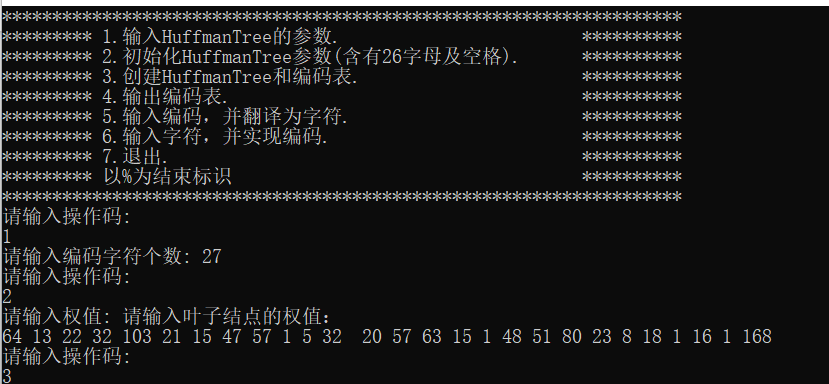 ********************************************************************
********* 1.输入HuffmanTree的参数. **********
********* 2.初始化HuffmanTree参数(含有26字母及空格). **********
********* 3.创建HuffmanTree和编码表. **********
********* 4.输出编码表. **********
********* 5.输入编码，并翻译为字符. **********
********* 6.输入字符，并实现编码. **********
********* 7.退出. **********
********* 以%为结束标识 **********
********************************************************************
请输入操作码:
1
请输入编码字符个数: 27
请输入操作码:
2
请输入权值: 请输入叶子结点的权值：
64 13 22 32 103 21 15 47 57 1 5 32  20 57 63 15 1 48 51 80 23 8 18 1 16 1 168
请输入操作码:
3